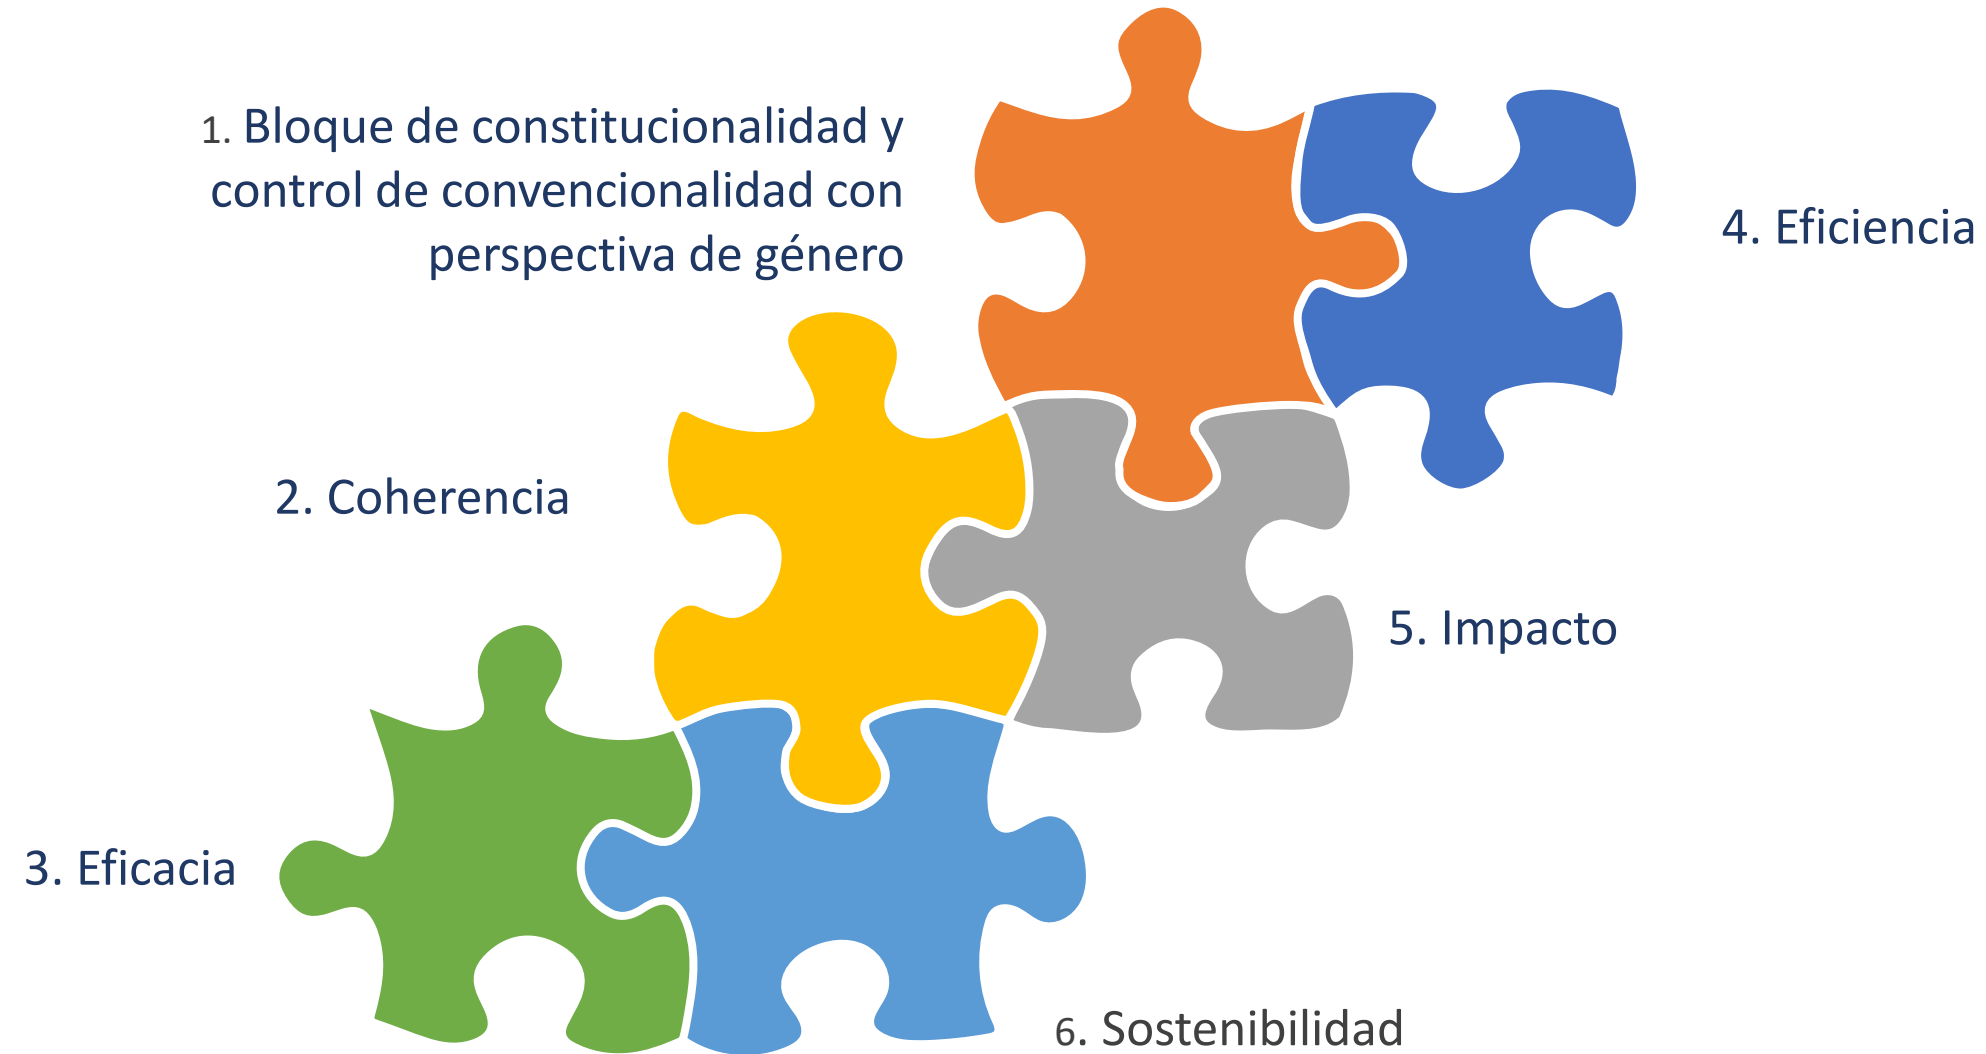 1. Bloque de constitucionalidad y
control de convencionalidad con
perspectiva de género
2. Coherencia
3. Eficacia
4. Eficiencia
5. Impacto
6. Sostenibilidad